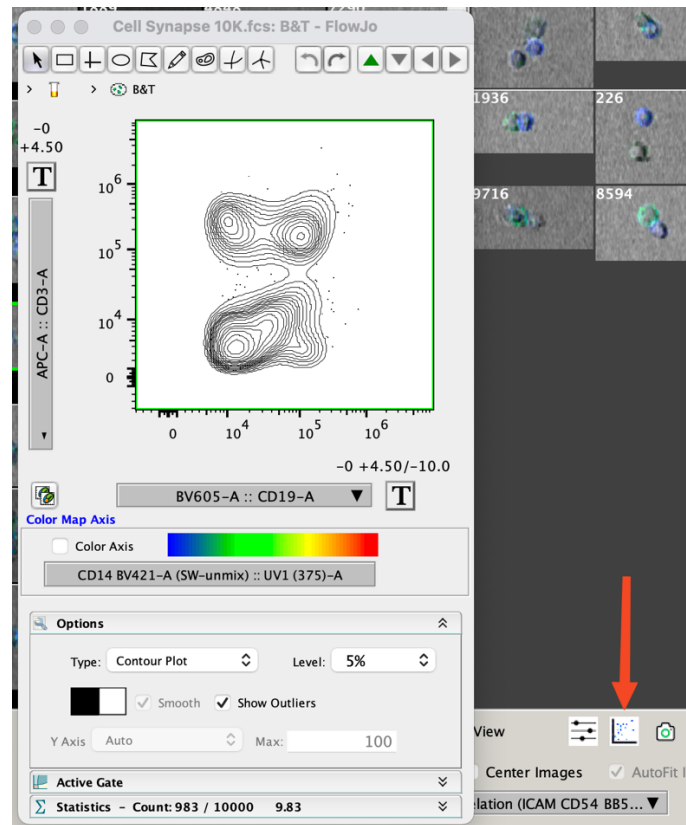 Cell Synapse 10K.fcs: B&T - FlowJo
B&T
-0
+4.50
T
10^6
10^5
10^4
0
APC-A :: CD3-A
0
10^4
10^5
10^6
-0 +4.50/-10.0
BV605-A :: CD19-A
T
Color Map Axis
Color Axis
CD14 BV421-A (SW-unmix) :: UV1 (375)-A
Options
Type:
Contour Plot
Level:
5%
Smooth
Show Outliers
Y Axis
Auto
Max:
100
Active Gate
Σ Statistics - Count: 983 / 10000 9.83
1936
226
9716
8594
View
Center Images
AutoFit I
elation (ICAM CD54 BB5...